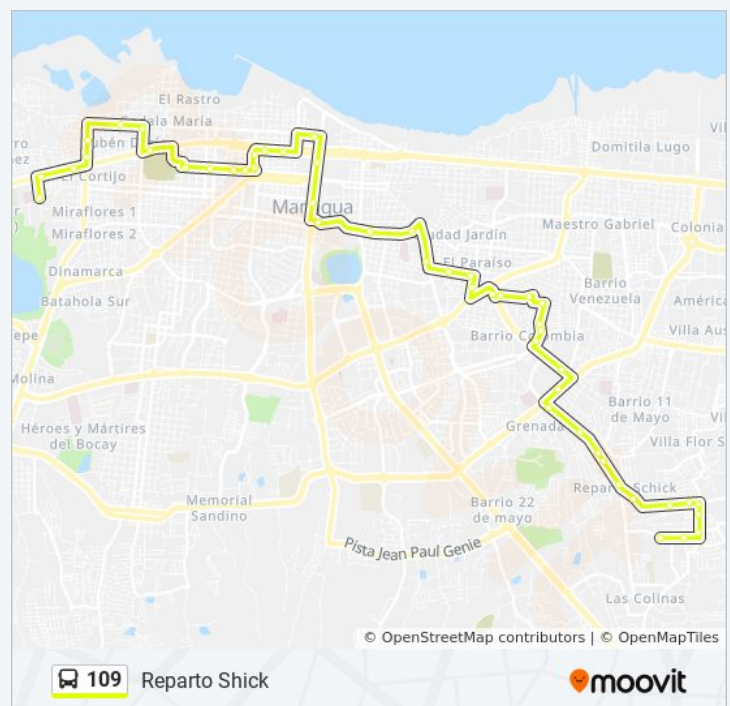 El Rastro
Domitila Lugo
El Cortijo
Managua
Miraflores 1
Miraflores 2
Maestro Gabriel
Colonia
El Paraíso
Dinamarca
Barrio
Venezuela
Batahola Sur
Barrio Colombia
Villa Aus
Molina
Barrio 11
de Mayo
Héroes y Mártires
del Bocay
Villa Flor S
Reparto Schick
Memorial
Sandino
Barrio 22
de mayo
Pista Jean Paul Genie
Las Colinas
© OpenStreetMap contributors | © OpenMapTiles
109 Reparto Shick
moovit